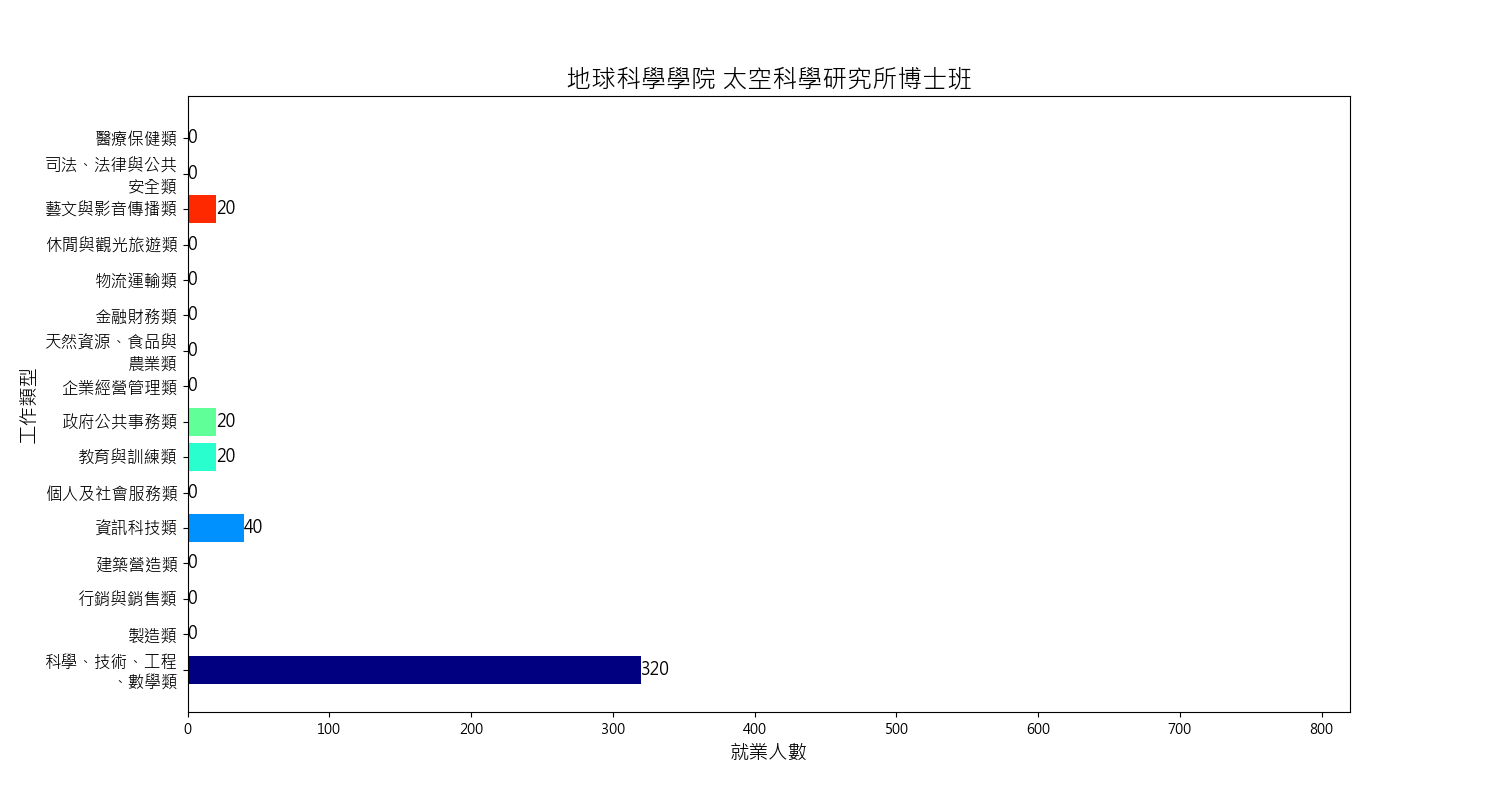 地球科學學院 太空科學研究所博士班
醫療保健類
0
司法、法律與公共
安全類
0
藝文與影音傳播類
20
休閒與觀光旅遊類
0
物流運輸類
0
金融財務類
0
天然資源、食品與
農業類
0
企業經營管理類
0
政府公共事務類
20
教育與訓練類
20
個人及社會服務類
0
資訊科技類
40
建築營造類
0
行銷與銷售類
0
製造類
0
科學、技術、工程
、數學類
320
工作類型
0 100 200 300 400 500 600 700 800
就業人數